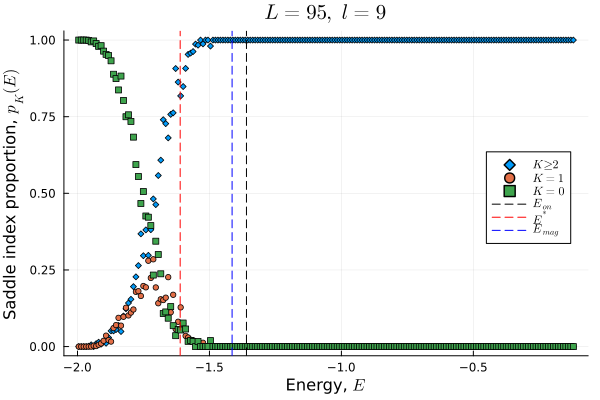 L = 95, l = 9
Saddle index proportion, p_K(E)
1.00
0.75
0.50
0.25
0.00
K≥2
K = 1
K = 0
E_on
E^*
E_mag
−2.0
−1.5
−1.0
−0.5
Energy, E